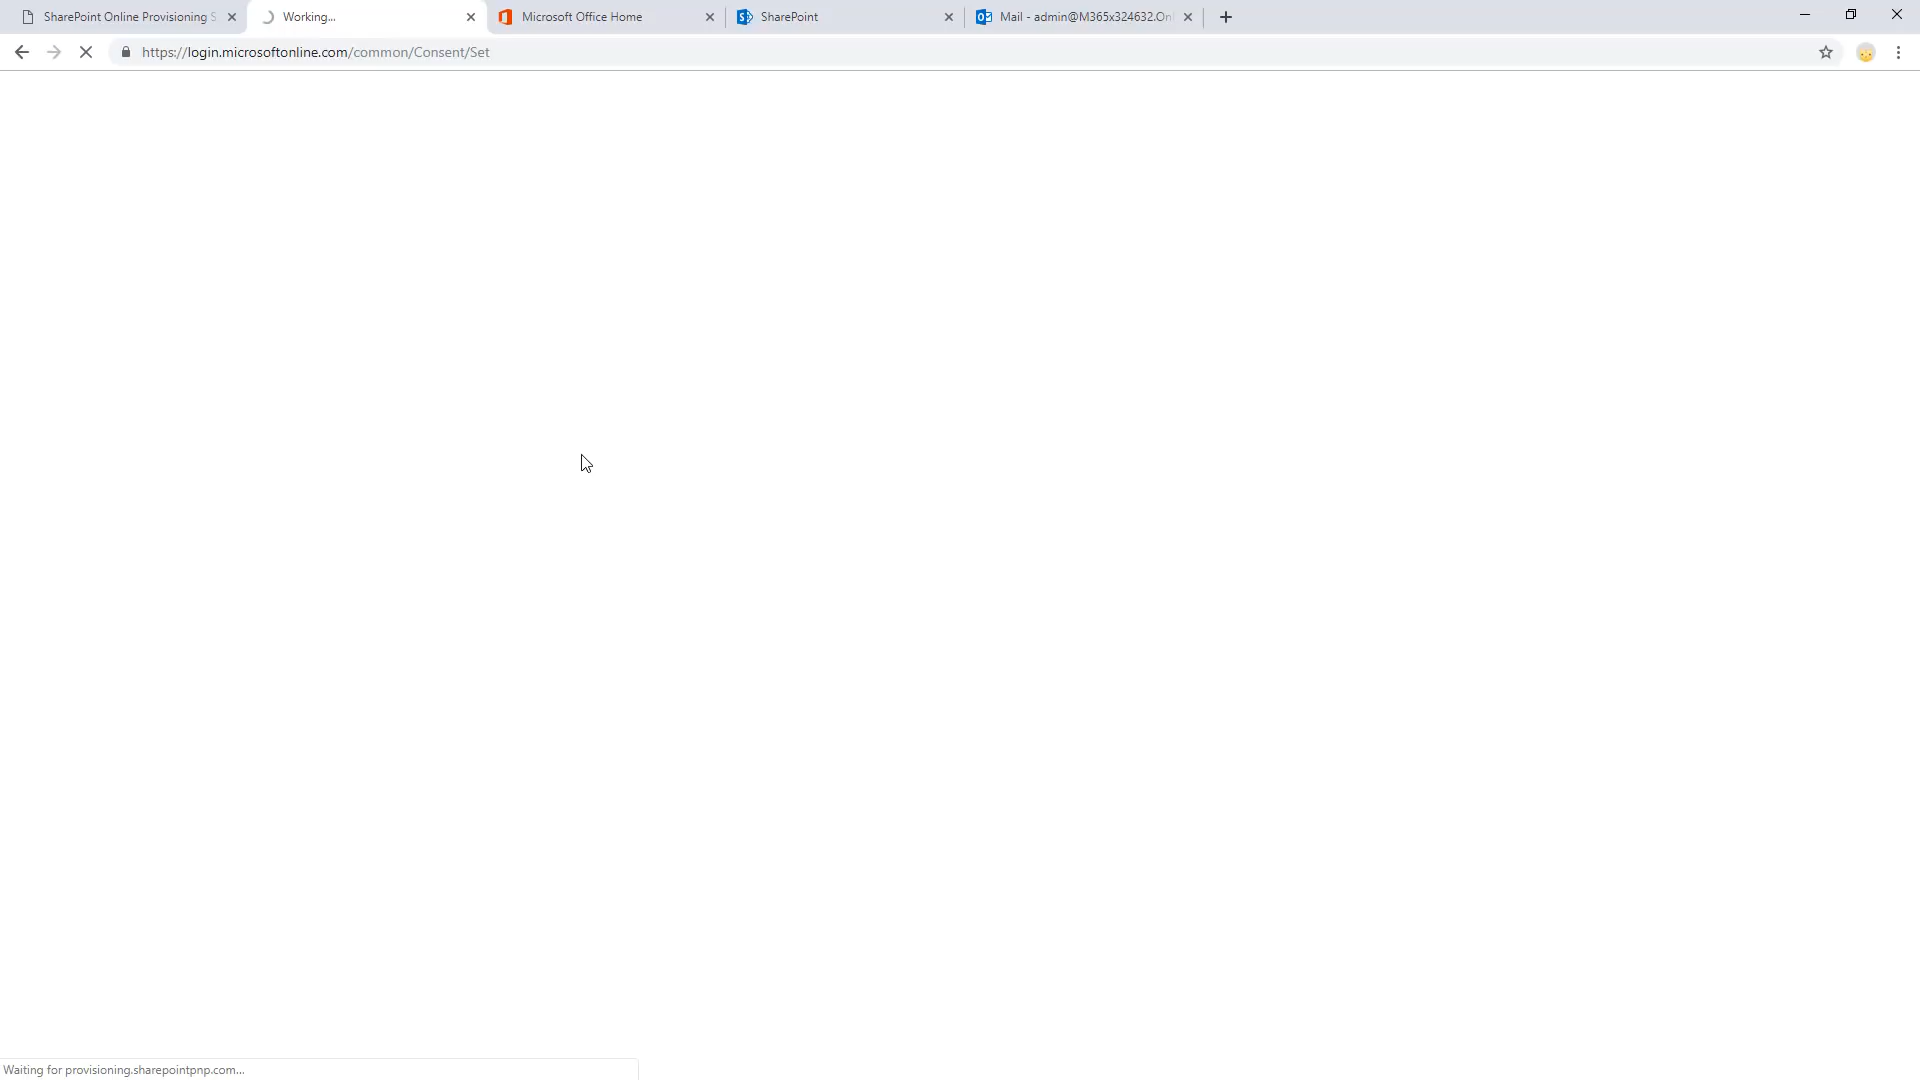 SharePoint Online Provisioning S
Working...
Microsoft Office Home
SharePoint
Mail - admin@M365x324632.On
https://login.microsoftonline.com/common/Consent/Set
Waiting for provisioning.sharepointpnp.com...